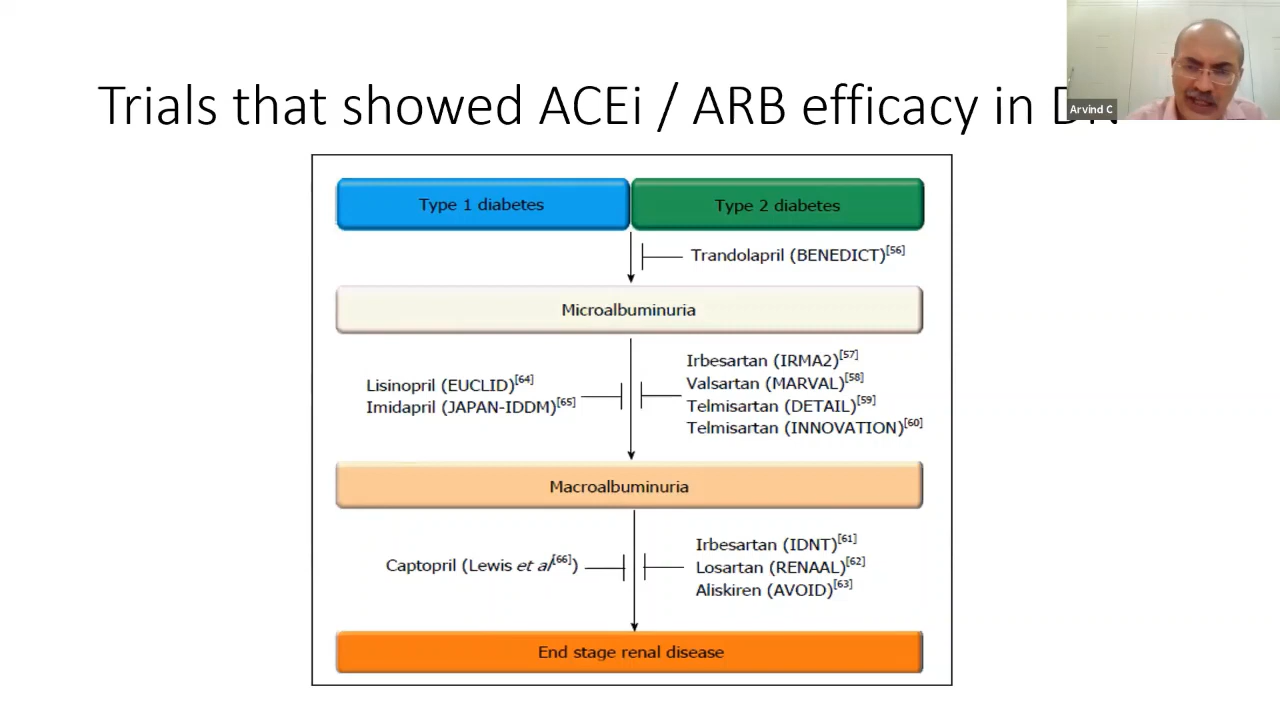 Trials that showed ACEi / ARB efficacy in
Arvind C
Type 1 diabetes
Type 2 diabetes
Trandolapril (BENEDICT)[56]
Microalbuminuria
Lisinopril (EUCLID)[64]
Imidapril (JAPAN-IDDM)[65]
Irbesartan (IRMA2)[57]
Valsartan (MARVAL)[58]
Telmisartan (DETAIL)[59]
Telmisartan (INNOVATION)[60]
Macroalbuminuria
Captopril (Lewis et al[66])
Irbesartan (IDNT)[61]
Losartan (RENAAL)[62]
Aliskiren (AVOID)[63]
End stage renal disease